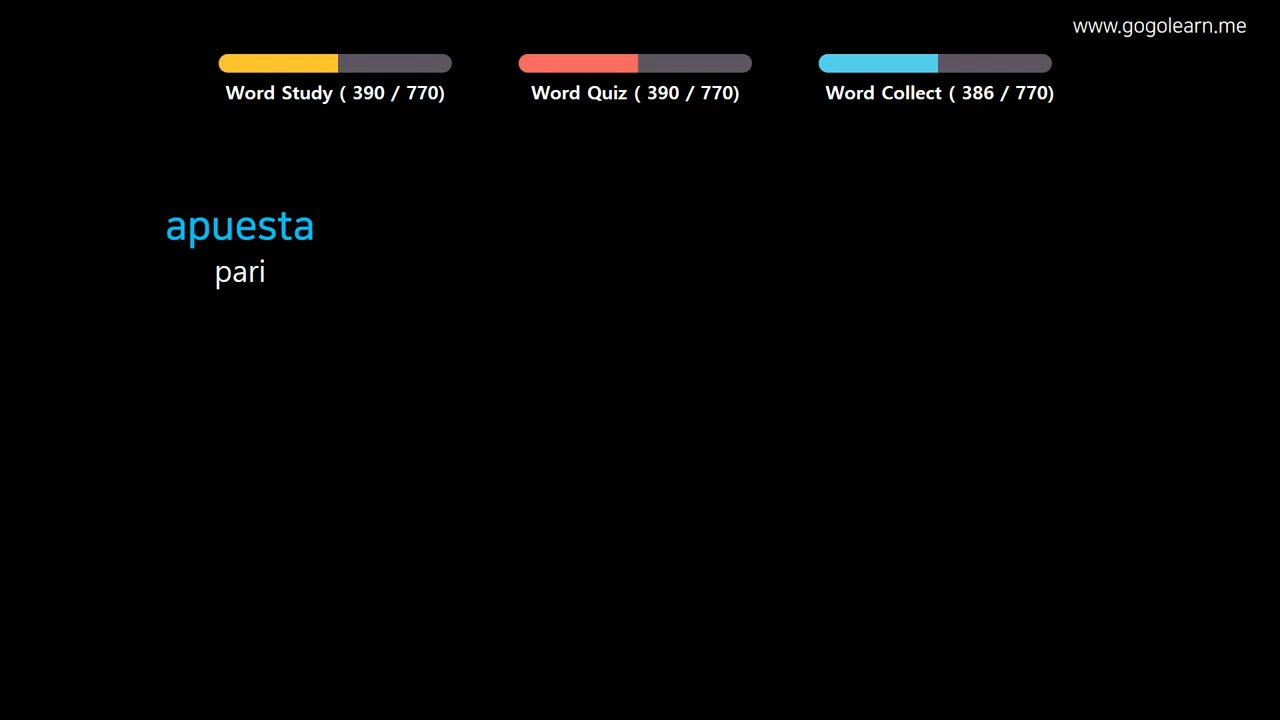 www.gogolearn.me
Word Study ( 390 / 770)
Word Quiz ( 390 / 770)
Word Collect ( 386 / 770)
apuesta
pari